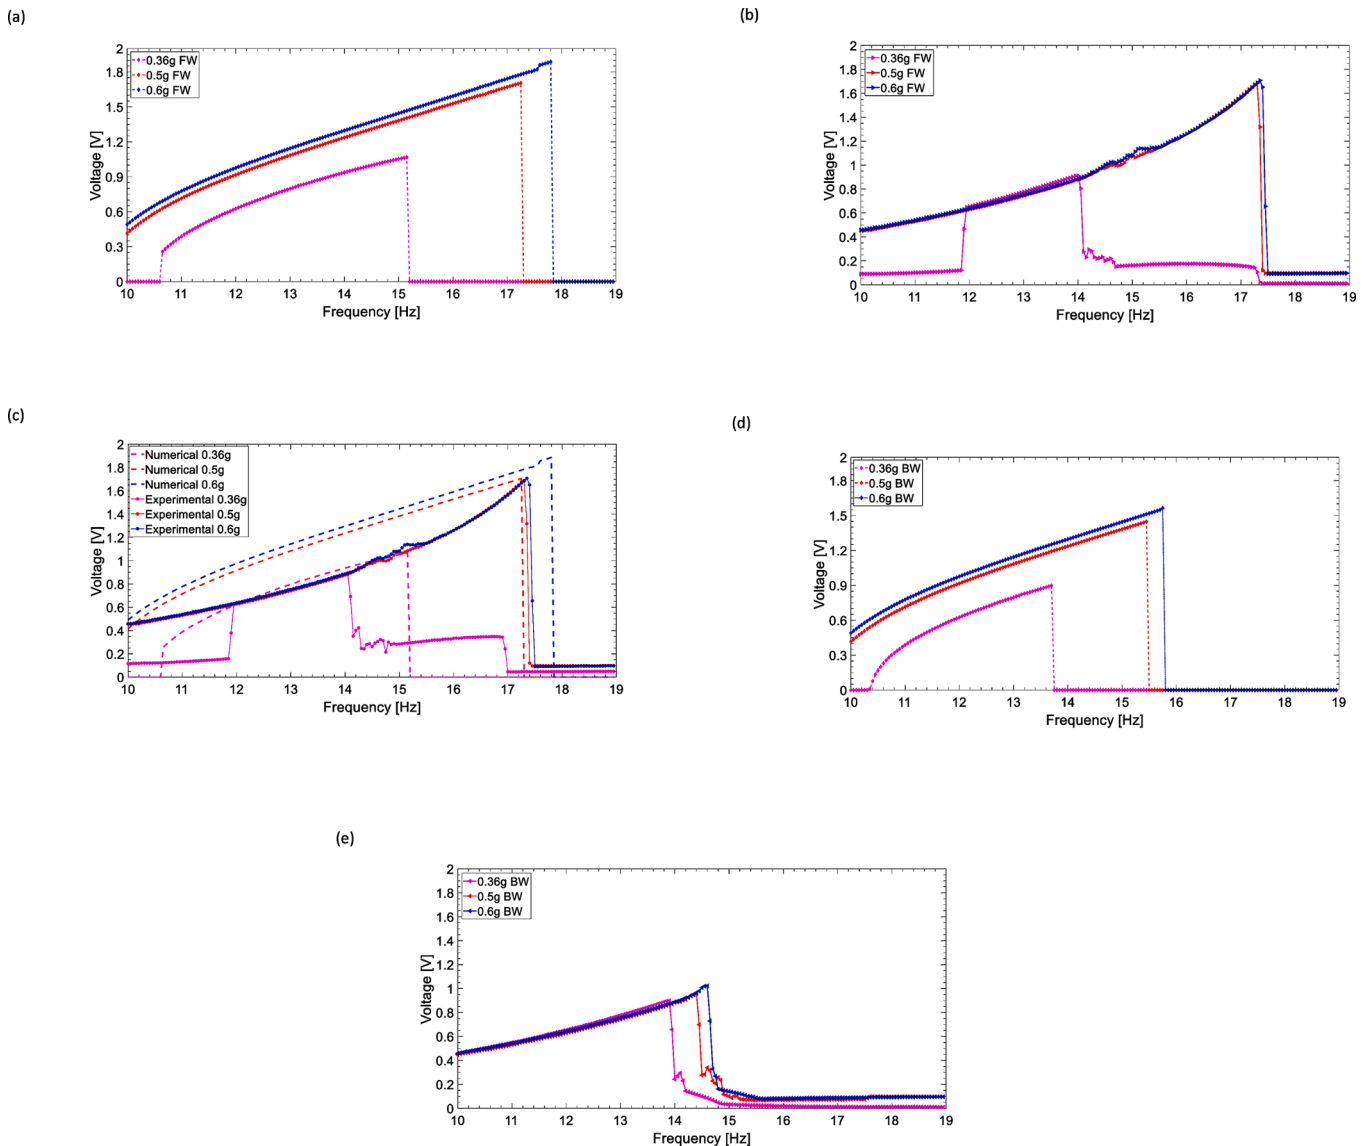 (a)
2
1.8
1.5
1.2
0.9
0.6
0.3
0
Voltage [V]
0.36g FW
0.5g FW
0.6g FW
10 11 12 13 14 15 16 17 18 19
Frequency [Hz]
(b)
2
1.8
1.6
1.4
1.2
1
0.8
0.6
0.4
0.2
0
Voltage [V]
0.36g FW
0.5g FW
0.6g FW
10 11 12 13 14 15 16 17 18 19
Frequency [Hz]
(c)
2
1.8
1.6
1.4
1.2
1
0.8
0.6
0.4
0.2
0
Voltage [V]
Numerical 0.36g
Numerical 0.5g
Numerical 0.6g
Experimental 0.36g
Experimental 0.5g
Experimental 0.6g
10 11 12 13 14 15 16 17 18 19
Frequency [Hz]
(d)
2
1.8
1.5
1.2
0.9
0.6
0.3
0
Voltage [V]
0.36g BW
0.5g BW
0.6g BW
10 11 12 13 14 15 16 17 18 19
Frequency [Hz]
(e)
2
1.8
1.6
1.4
1.2
1
0.8
0.6
0.4
0.2
0
Voltage [V]
0.36g BW
0.5g BW
0.6g BW
10 11 12 13 14 15 16 17 18 19
Frequency [Hz]